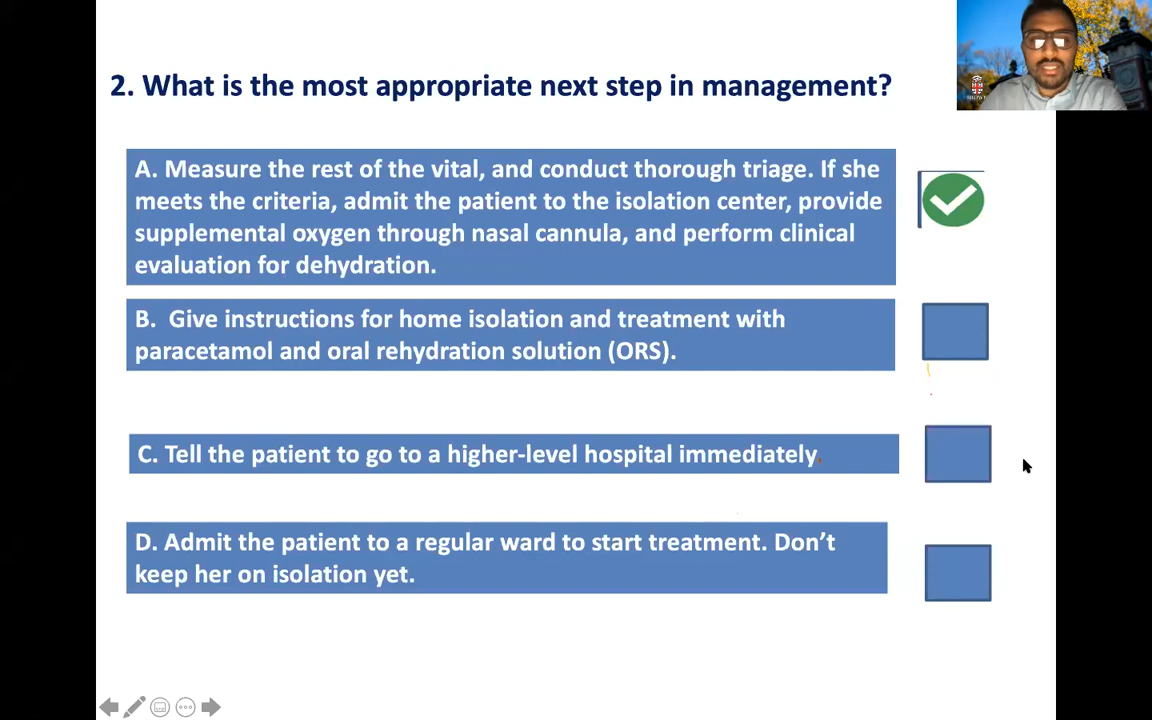 2. What is the most appropriate next step in management?
A. Measure the rest of the vital, and conduct thorough triage. If she
meets the criteria, admit the patient to the isolation center, provide
supplemental oxygen through nasal cannula, and perform clinical
evaluation for dehydration.
B. Give instructions for home isolation and treatment with
paracetamol and oral rehydration solution (ORS).
C. Tell the patient to go to a higher-level hospital immediately.
D. Admit the patient to a regular ward to start treatment. Don’t
keep her on isolation yet.